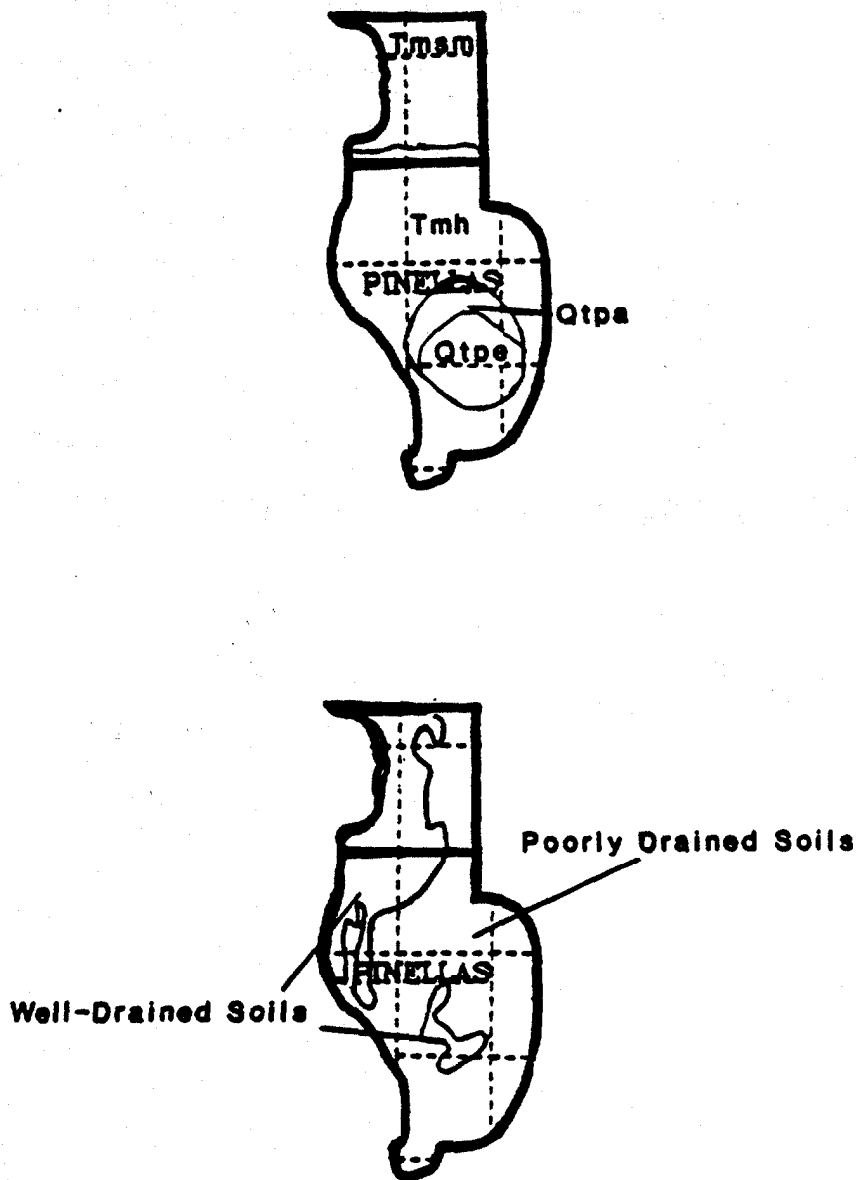 Tmsm
Tmh
PINELLAS
Qtpa
Qtpe
Poorly Drained Soils
PINELLAS
Well-Drained Soils